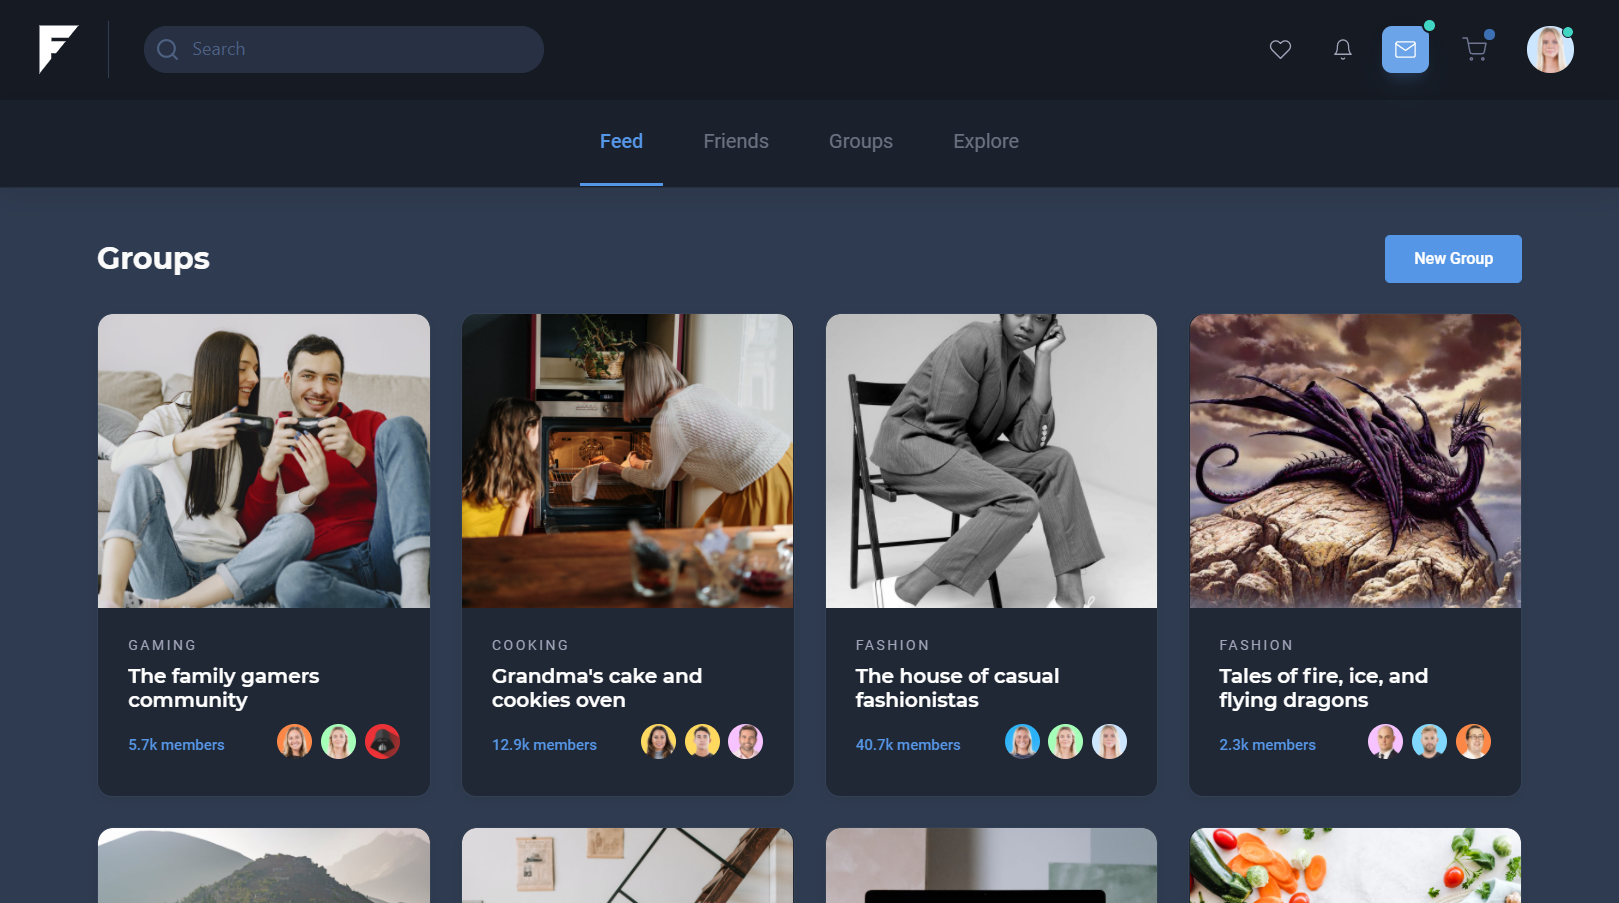 Search
Feed
Friends
Groups
Explore
Groups
New Group
GAMING
The family gamers
community
5.7k members
COOKING
Grandma's cake and
cookies oven
12.9k members
FASHION
The house of casual
fashionistas
40.7k members
FASHION
Tales of fire, ice, and
flying dragons
2.3k members